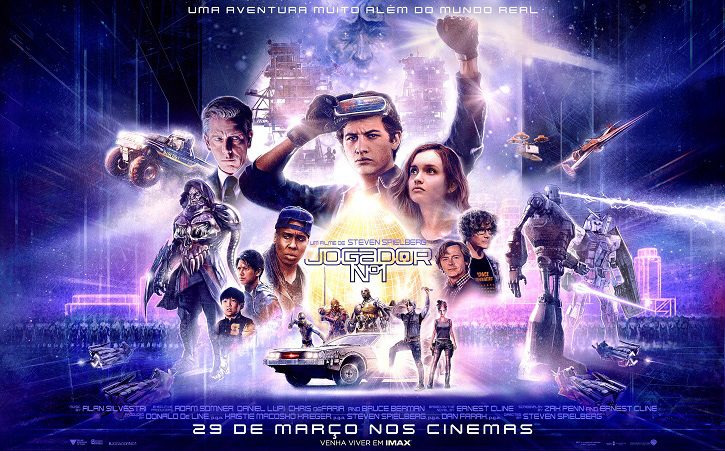 UMA AVENTURA MUITO ALÉM DO MUNDO REAL
UM FILME DE STEVEN SPIELBERG
JOGADOR
Nº1
ALAN SILVESTRI ADAM SOMNER DANIEL LUPI CHRIS DEFARIA AND BRUCE BERMAN ERNEST CLINE ZAK PENN AND ERNEST CLINE
DONALD DE LINE KRISTIE MACOSKO KRIEGER STEVEN SPIELBERG DAN FARAH STEVEN SPIELBERG
29 DE MARÇO NOS CINEMAS
VENHA VIVER EM IMAX